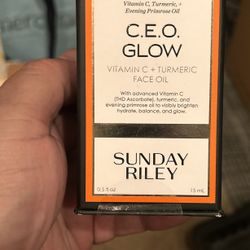 Vitamin C, Turmeric, +
Evening Primrose Oil
C.E.O.
GLOW
VITAMIN C + TURMERIC
FACE OIL
With advanced Vitamin C
(THD Ascorbate), turmeric, and
evening primrose oil to visibly brighten,
hydrate, balance, and glow.
SUNDAY
RILEY
0.5 fl oz 15 mL